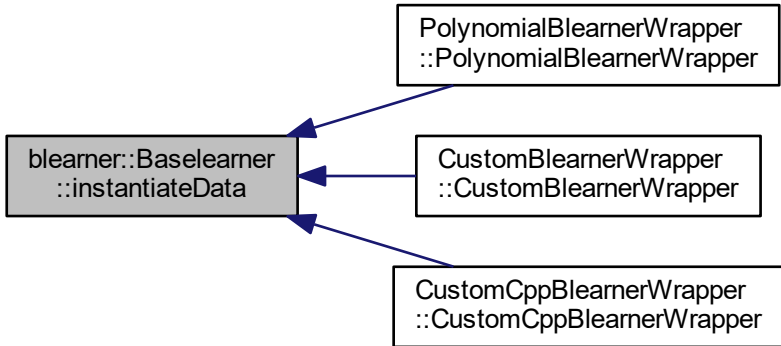 PolynomialBlearnerWrapper
::PolynomialBlearnerWrapper
blearner::Baselearner
::instantiateData
CustomBlearnerWrapper
::CustomBlearnerWrapper
CustomCppBlearnerWrapper
::CustomCppBlearnerWrapper